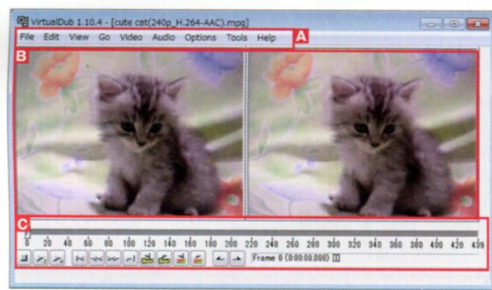 VirtualDub 1.10.4 - [cute cat(240p_H.264-AAC).mpg]
File Edit View Go Video Audio Options Tools Help
A
B
C
0 20 40 60 80 100 120 140 160 180 200 220 240 260 280 300 320 340 360 380 400 420 439
Frame 0 (0:00:00.000) [I]